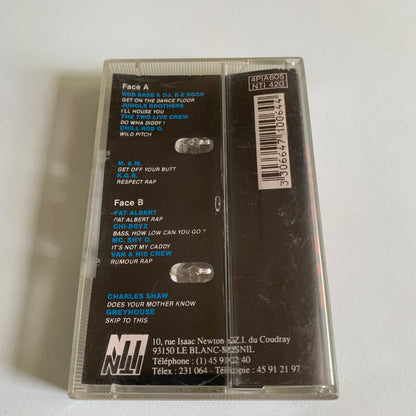 Face A
ROB BASE & DJ. E-Z ROCK
GET ON THE DANCE FLOOR
JUNGLE BROTHERS
I'LL HOUSE YOU
THE TWO LIVE CREW
DO WHA DIDDY !
CHILL ROB G.
WILD PITCH
M. & M.
GET OFF YOUR BUTT
K.G.B.
RESPECT RAP
Face B
FAT ALBERT
FAT ALBERT RAP
CHI-BOYZ
BASS, HOW LOW CAN YOU GO ?
MC. SHY D.
IT'S NOT MY CADDY
VAN & HIS CREW
RUMOUR RAP
CHARLES SHAW
DOES YOUR MOTHER KNOW
GREYHOUSE
SKIP TO THIS
4PIA605
NTI 420
3 306647 100644
NTI
10, rue Isaac Newton - Z.I. du Coudray
93150 LE BLANC-MESNIL
Téléphone : (1) 45 91 22 40
Télex : 231 064 - Télécopie : 45 91 21 97